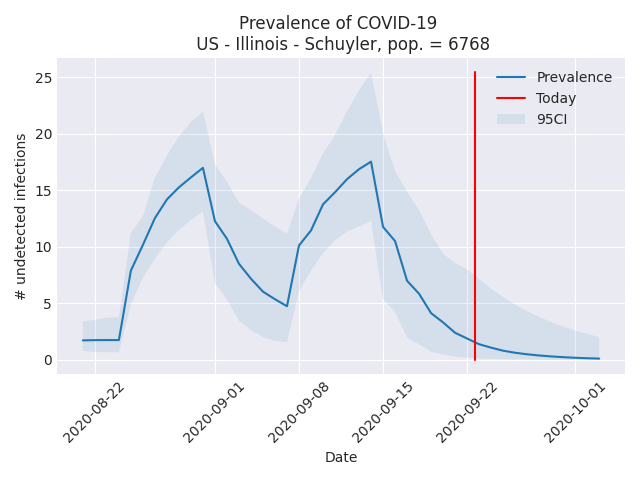 Prevalence of COVID-19
US - Illinois - Schuyler, pop. = 6768
25
20
15
10
5
0
# undetected infections
Prevalence
Today
95CI
2020-08-22
2020-09-01
2020-09-08
2020-09-15
2020-09-22
2020-10-01
Date